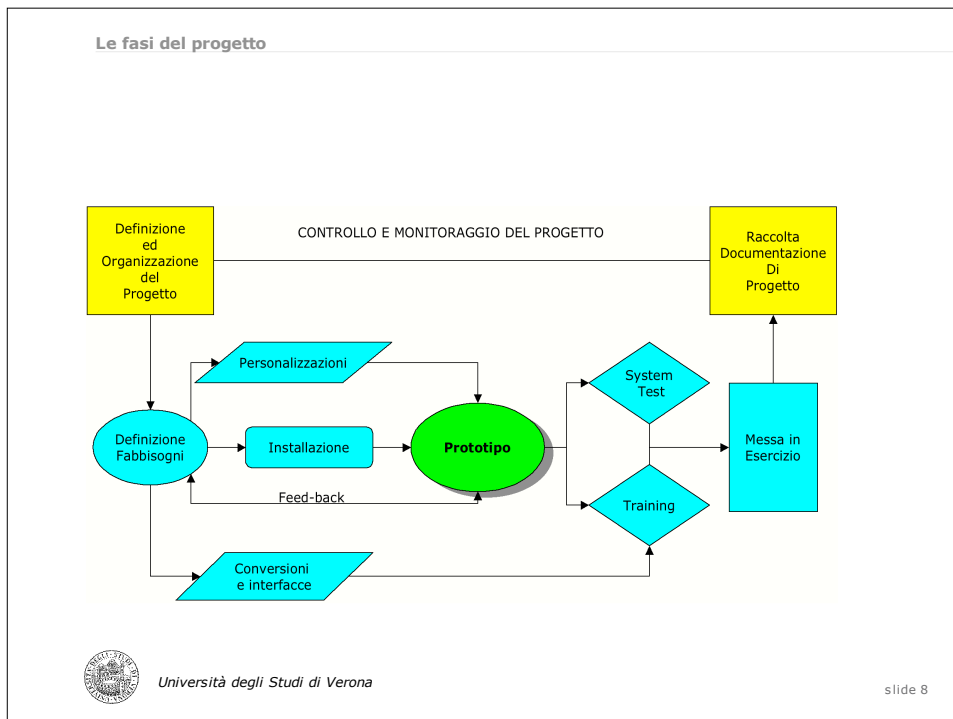 Le fasi del progetto
Definizione
ed
Organizzazione
del
Progetto
CONTROLLO E MONITORAGGIO DEL PROGETTO
Raccolta
Documentazione
Di
Progetto
Personalizzazioni
System
Test
Definizione
Fabbisogni
Installazione
Prototipo
Messa in
Esercizio
Feed-back
Training
Conversioni
e interfacce
Università degli Studi di Verona
slide 8